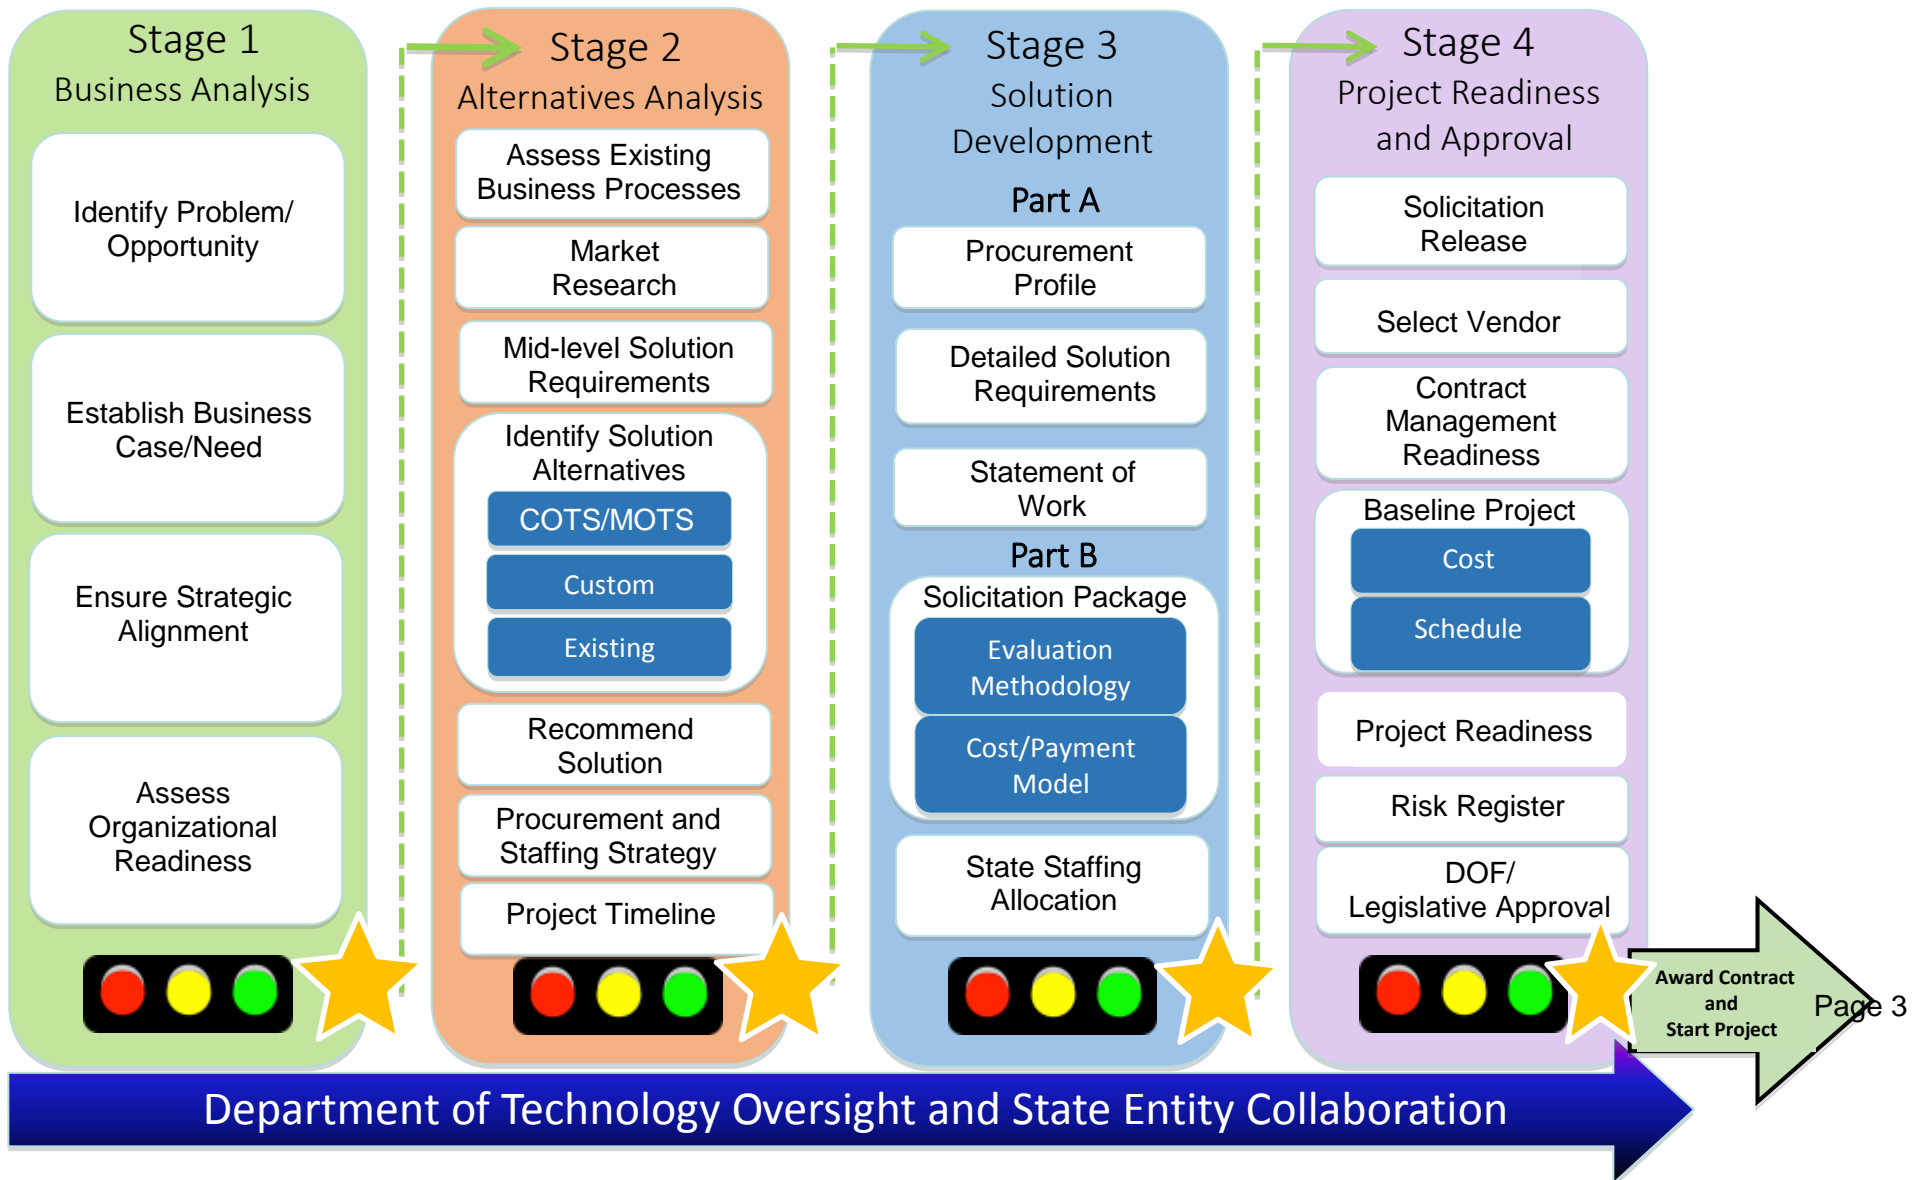 Stage 1
Business Analysis
Identify Problem/
Opportunity
Establish Business
Case/Need
Ensure Strategic
Alignment
Assess
Organizational
Readiness
Stage 2
Alternatives Analysis
Assess Existing
Business Processes
Market
Research
Mid-level Solution
Requirements
Identify Solution
Alternatives
COTS/MOTS
Custom
Existing
Recommend
Solution
Procurement and
Staffing Strategy
Project Timeline
Stage 3
Solution
Development
Part A
Procurement
Profile
Detailed Solution
Requirements
Statement of
Work
Part B
Solicitation Package
Evaluation
Methodology
Cost/Payment
Model
State Staffing
Allocation
Stage 4
Project Readiness
and Approval
Solicitation
Release
Select Vendor
Contract
Management
Readiness
Baseline Project
Cost
Schedule
Project Readiness
Risk Register
DOF/
Legislative Approval
Award Contract
and
Start Project
Page 3
Department of Technology Oversight and State Entity Collaboration